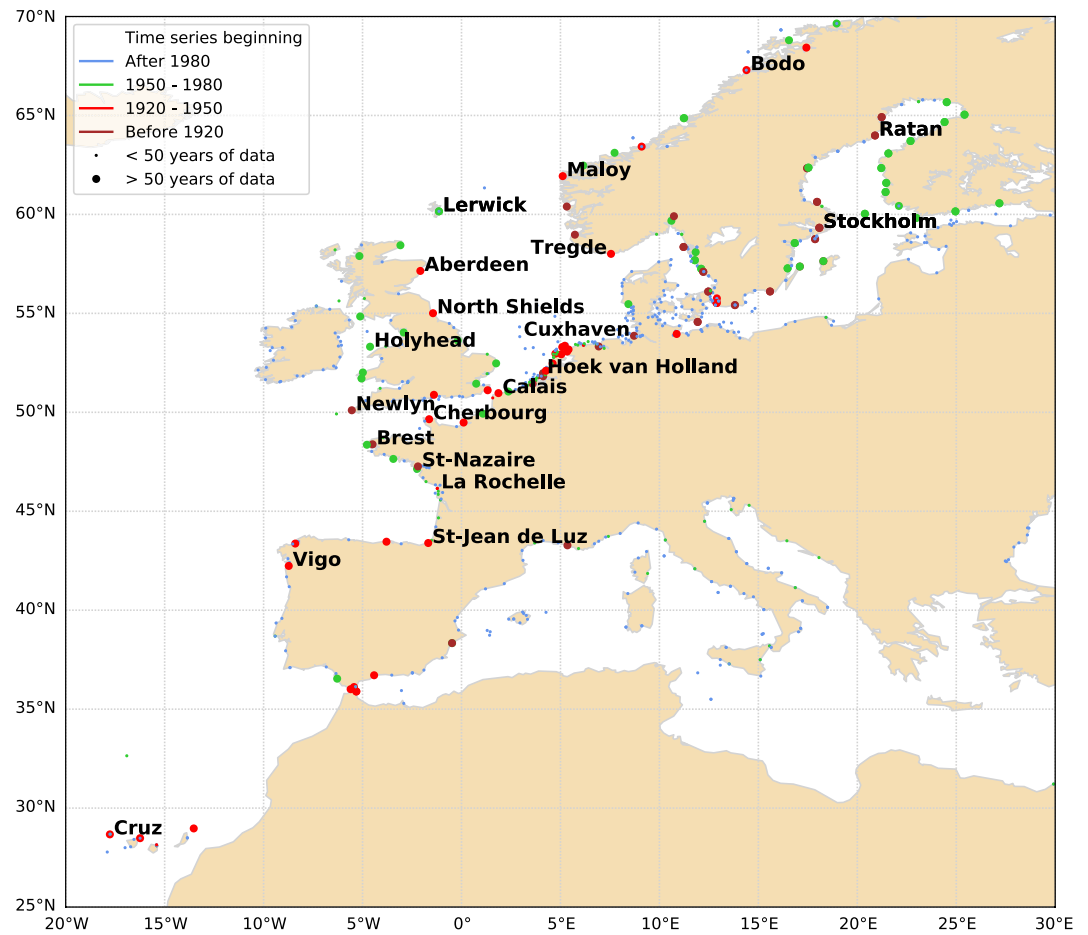 70°N
Time series beginning
After 1980
1950 - 1980
1920 - 1950
Before 1920
< 50 years of data
> 50 years of data
Bodo
65°N
Ratan
Maloy
Lerwick
60°N
Stockholm
Tregde
Aberdeen
North Shields
55°N
Cuxhaven
Holyhead
Hoek van Holland
Calais
Newlyn
50°N
Cherbourg
Brest
St-Nazaire
La Rochelle
45°N
St-Jean de Luz
Vigo
40°N
35°N
30°N
Cruz
25°N
20°W 15°W 10°W 5°W 0° 5°E 10°E 15°E 20°E 25°E 30°E